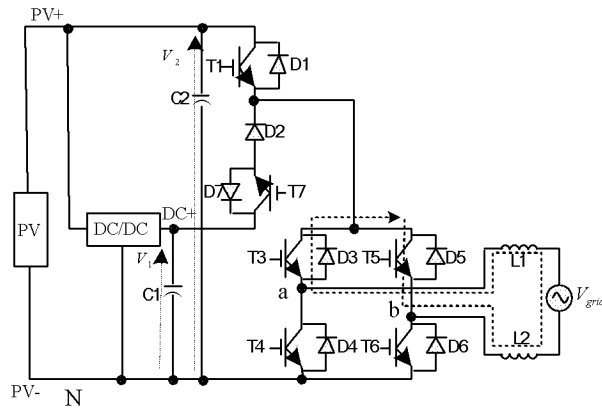 PV+
V2
T1
D1
C2
D2
D7
T7
DC+
PV
DC/DC
V1
C1
T3
D3
T5
D5
L1
a
Vgrid
b
T4
D4
T6
D6
L2
PV-
N